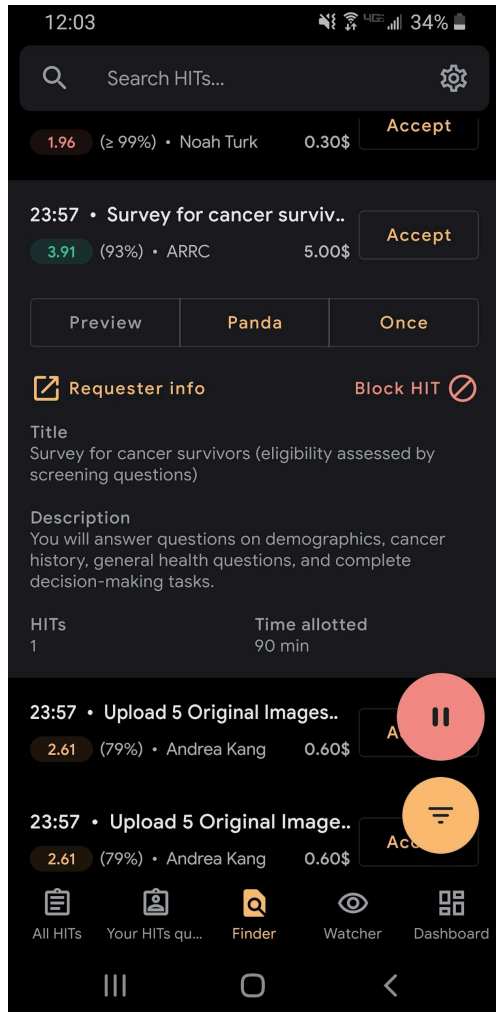 12:03 4GE 34%
Search HITs...
Accept
1.96 (≥ 99%) • Noah Turk 0.30$
23:57 • Survey for cancer surviv..
Accept
3.91 (93%) • ARRC 5.00$
Preview Panda Once
Requester info Block HIT
Title
Survey for cancer survivors (eligibility assessed by
screening questions)
Description
You will answer questions on demographics, cancer
history, general health questions, and complete
decision-making tasks.
HITs Time allotted
1 90 min
23:57 • Upload 5 Original Images..
2.61 (79%) • Andrea Kang 0.60$
23:57 • Upload 5 Original Image..
2.61 (79%) • Andrea Kang 0.60$
All HITs Your HITs qu... Finder Watcher Dashboard